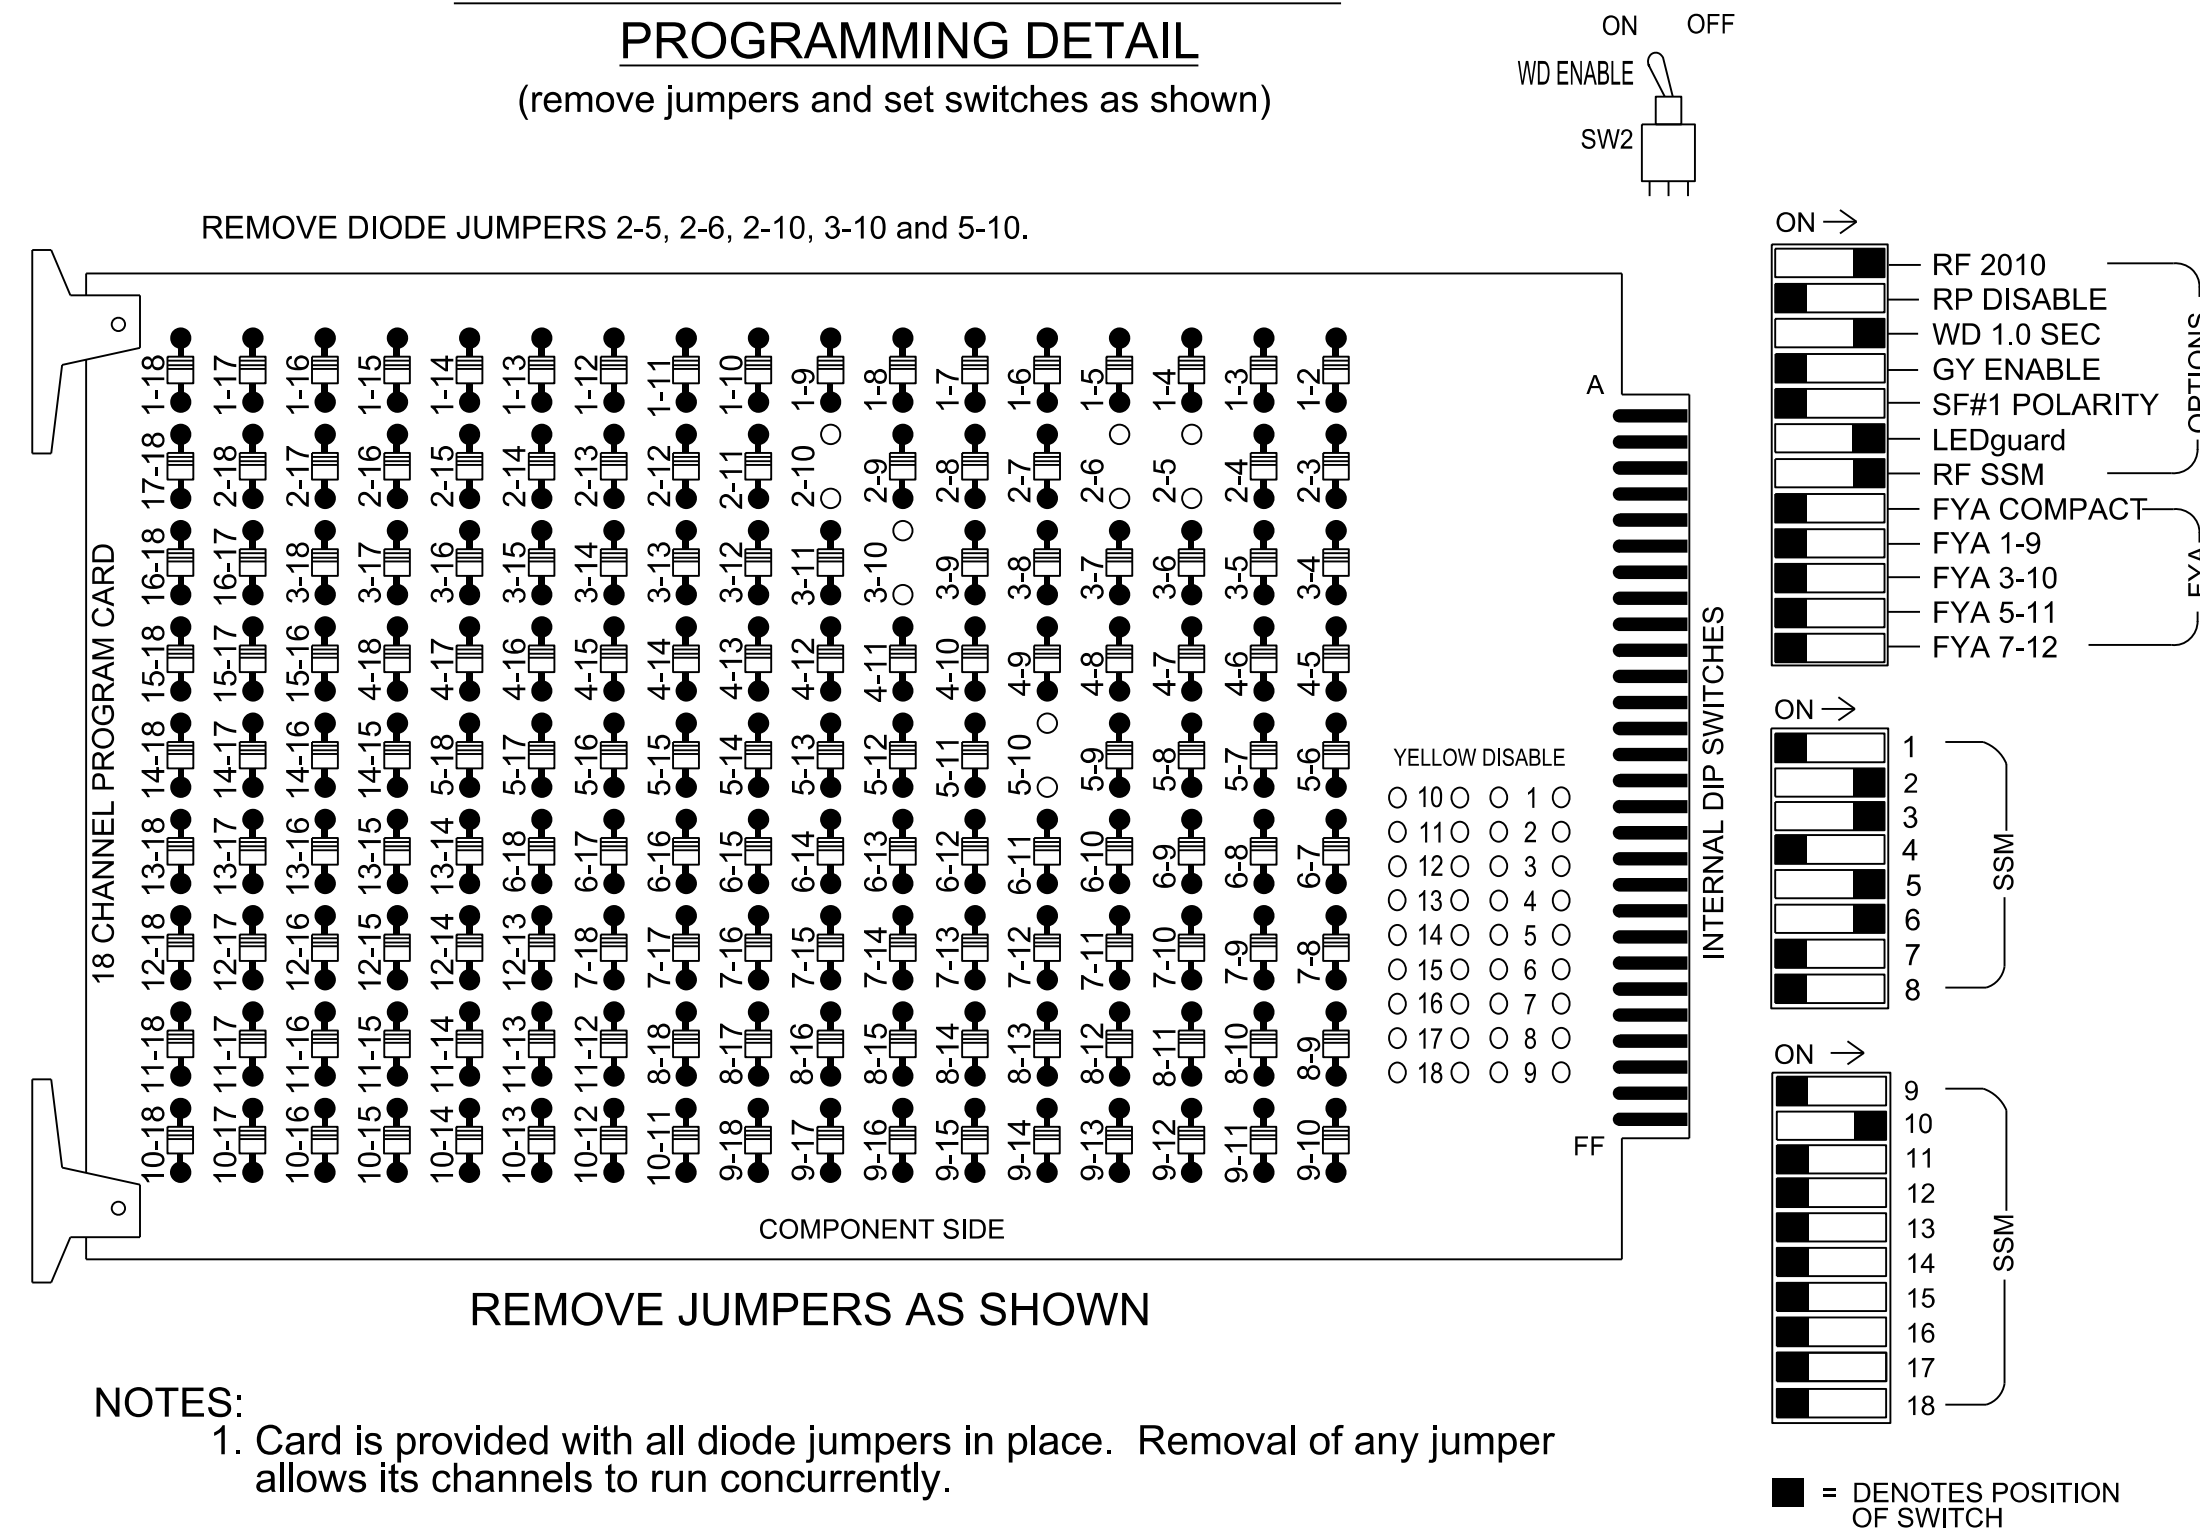 PROGRAMMING DETAIL
(remove jumpers and set switches as shown)
ON OFF
WD ENABLE
SW2
REMOVE DIODE JUMPERS 2-5, 2-6, 2-10, 3-10 and 5-10.
18 CHANNEL PROGRAM CARD
1-18 1-17 1-16 1-15 1-14 1-13 1-12 1-11 1-10 1-9 1-8 1-7 1-6 1-5 1-4 1-3 1-2
17-18 2-18 2-17 2-16 2-15 2-14 2-13 2-12 2-11 2-10 2-9 2-8 2-7 2-6 2-5 2-4 2-3
16-18 16-17 3-18 3-17 3-16 3-15 3-14 3-13 3-12 3-11 3-10 3-9 3-8 3-7 3-6 3-5 3-4
15-18 15-17 15-16 4-18 4-17 4-16 4-15 4-14 4-13 4-12 4-11 4-10 4-9 4-8 4-7 4-6 4-5
14-18 14-17 14-16 14-15 5-18 5-17 5-16 5-15 5-14 5-13 5-12 5-11 5-10 5-9 5-8 5-7 5-6
13-18 13-17 13-16 13-15 13-14 6-18 6-17 6-16 6-15 6-14 6-13 6-12 6-11 6-10 6-9 6-8 6-7
12-18 12-17 12-16 12-15 12-14 12-13 7-18 7-17 7-16 7-15 7-14 7-13 7-12 7-11 7-10 7-9 7-8
11-18 11-17 11-16 11-15 11-14 11-13 11-12 8-18 8-17 8-16 8-15 8-14 8-13 8-12 8-11 8-10 8-9
10-18 10-17 10-16 10-15 10-14 10-13 10-12 10-11 9-18 9-17 9-16 9-15 9-14 9-13 9-12 9-11 9-10
YELLOW DISABLE
10 1
11 2
12 3
13 4
14 5
15 6
16 7
17 8
18 9
A
FF
COMPONENT SIDE
INTERNAL DIP SWITCHES
ON
RF 2010
RP DISABLE
WD 1.0 SEC
GY ENABLE
SF#1 POLARITY
LEDguard
RF SSM
OPTIONS
FYA COMPACT
FYA 1-9
FYA 3-10
FYA 5-11
FYA 7-12
FYA
ON
1
2
3
4
5
6
7
8
SSM
ON
9
10
11
12
13
14
15
16
17
18
SSM
= DENOTES POSITION
OF SWITCH
REMOVE JUMPERS AS SHOWN
NOTES:
1. Card is provided with all diode jumpers in place. Removal of any jumper
allows its channels to run concurrently.